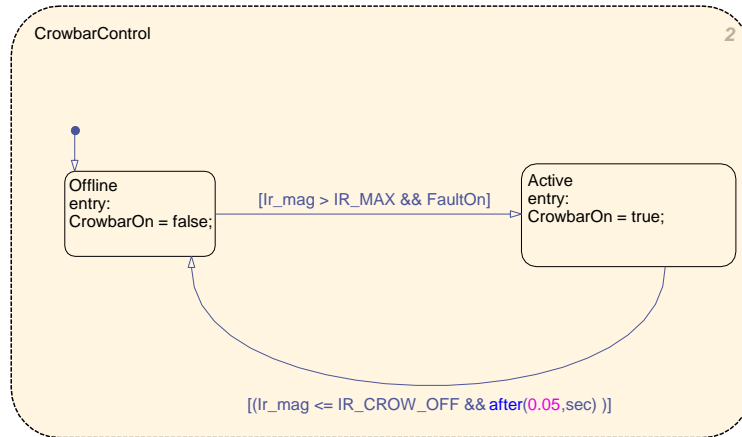 CrowbarControl
2
Offline
entry:
CrowbarOn = false;
[Ir_mag > IR_MAX && FaultOn]
Active
entry:
CrowbarOn = true;
[(Ir_mag <= IR_CROW_OFF && after(0.05,sec) )]